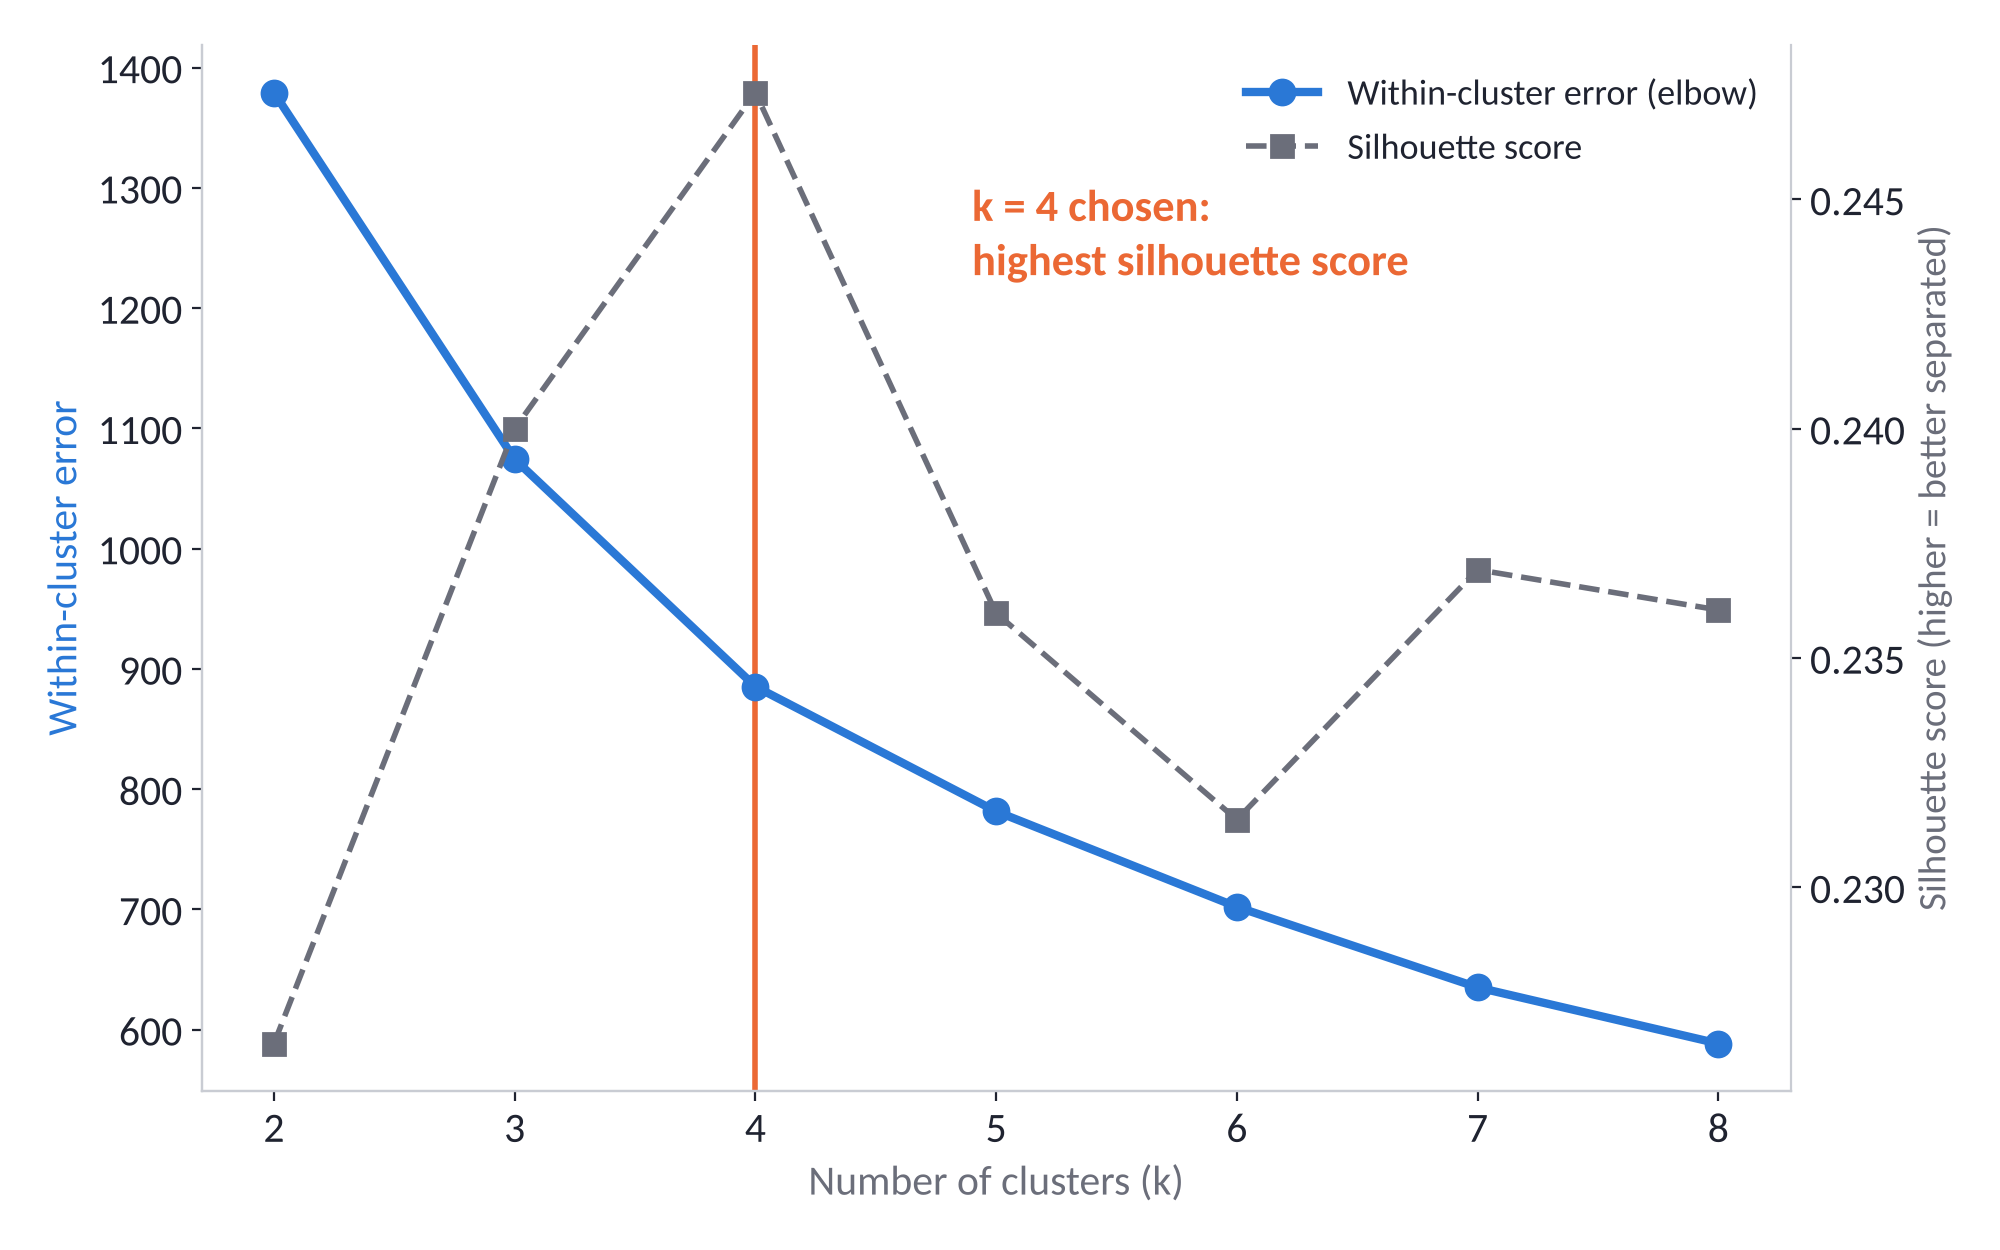 Within-cluster error (elbow)
Silhouette score
k = 4 chosen:
highest silhouette score
Within-cluster error
1400
1300
1200
1100
1000
900
800
700
600
0.245
0.240
0.235
0.230
Silhouette score (higher = better separated)
2 3 4 5 6 7 8
Number of clusters (k)